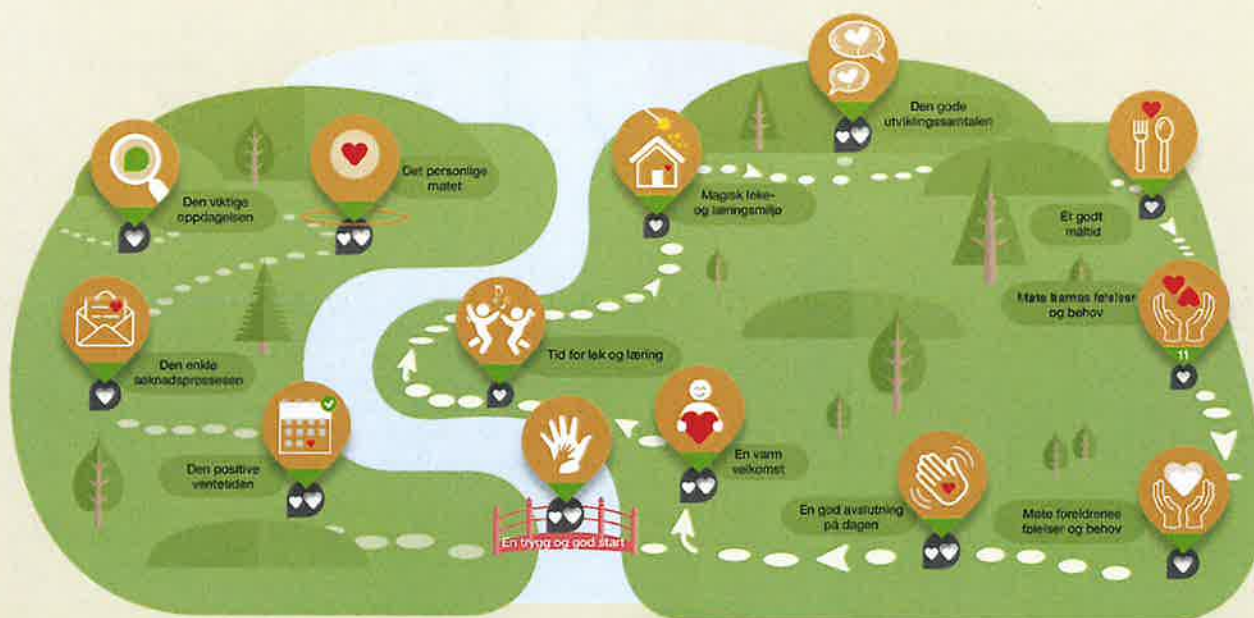 Den viktige
oppdagelsen
Det personlige
møtet
Den enkle
søknadsprosessen
Den positive
ventetiden
En trygg og god start
En varm
velkomst
Tid for lek og læring
Magisk leke-
og læringsmiljø
Den gode
utviklingssamtalen
Et godt
måltid
Møte barnas følelser
og behov
11
Møte foreldrenes
følelser og behov
En god avslutning
på dagen